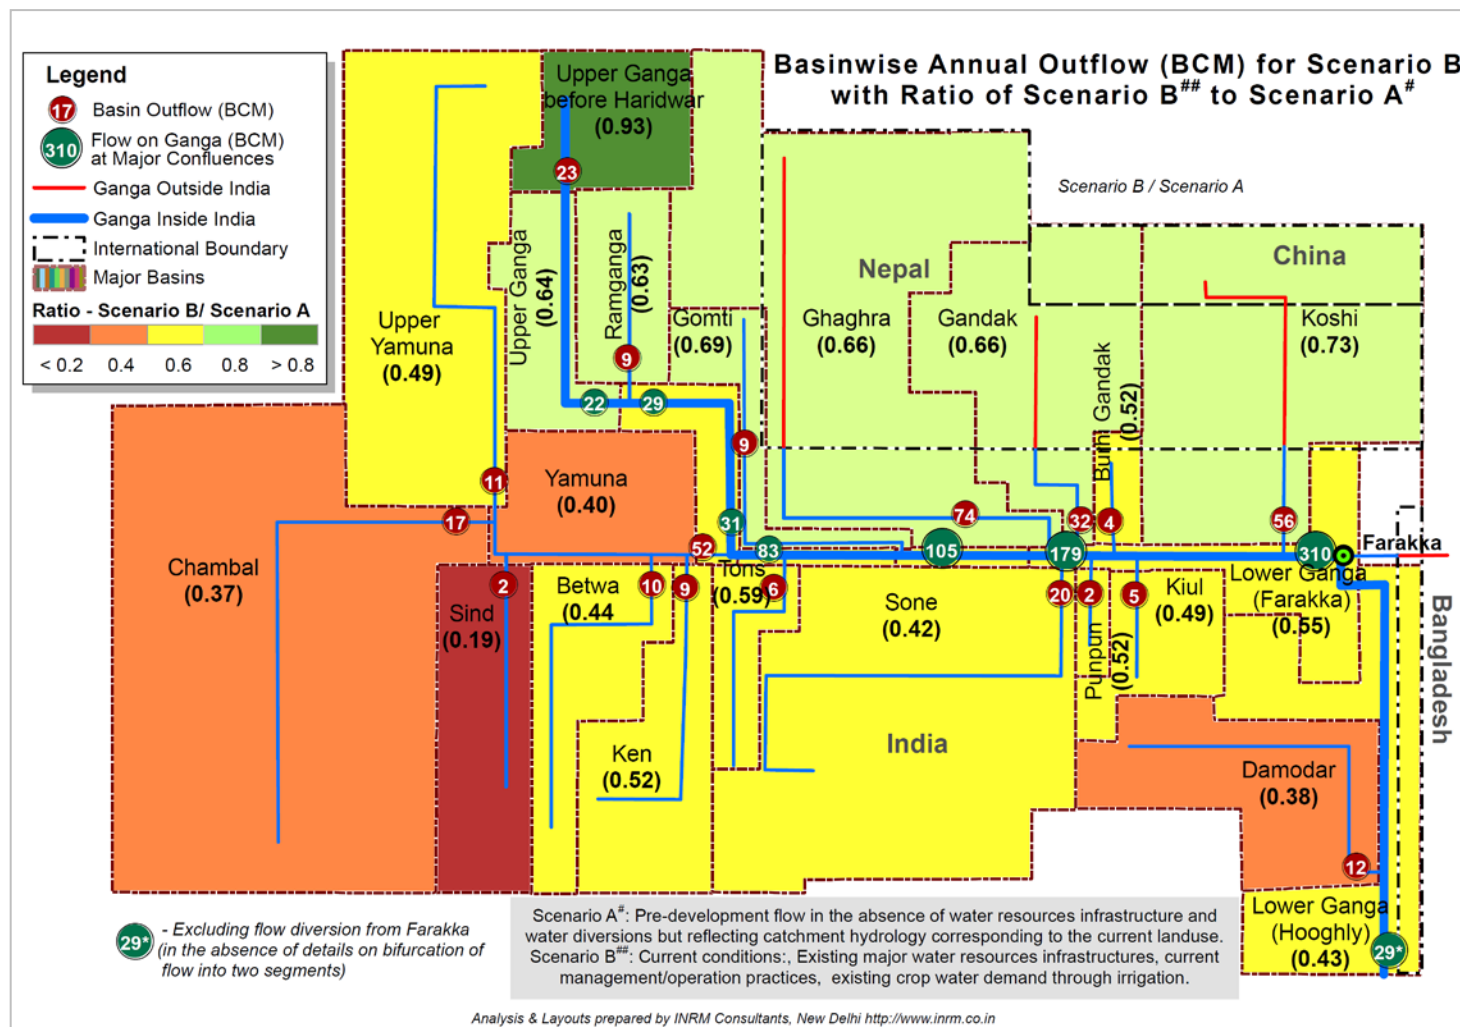 Basinwise Annual Outflow (BCM) for Scenario B
with Ratio of Scenario B## to Scenario A#
Scenario B / Scenario A
Legend
17 Basin Outflow (BCM)
310 Flow on Ganga (BCM)
at Major Confluences
Ganga Outside India
Ganga Inside India
International Boundary
Major Basins
Ratio - Scenario B/ Scenario A
< 0.2 0.4 0.6 0.8 > 0.8
Upper Ganga
before Haridwar
(0.93)
23
Upper
Yamuna
(0.49)
Upper Ganga
(0.64)
Ramganga
(0.63)
9
Gomti
(0.69)
Nepal
Ghaghra
(0.66)
Gandak
(0.66)
China
Koshi
(0.73)
Burhi Gandak
(0.52)
22
29
9
11
17
Yamuna
(0.40)
31
52
83
74
105
32
179
4
56
310
Farakka
Chambal
(0.37)
2
Sind
(0.19)
Betwa
(0.44
10
9
Tons
(0.59)
6
Sone
(0.42)
20
2
Punpun
(0.52)
5
Kiul
(0.49)
Lower Ganga
(Farakka)
(0.55)
Bangladesh
Ken
(0.52)
India
Damodar
(0.38)
12
Lower Ganga
(Hooghly)
(0.43)
29*
29*
- Excluding flow diversion from Farakka
(in the absence of details on bifurcation of
flow into two segments)
Scenario A#: Pre-development flow in the absence of water resources infrastructure and
water diversions but reflecting catchment hydrology corresponding to the current landuse.
Scenario B##: Current conditions:, Existing major water resources infrastructures, current
management/operation practices, existing crop water demand through irrigation.
Analysis & Layouts prepared by INRM Consultants, New Delhi http://www.inrm.co.in